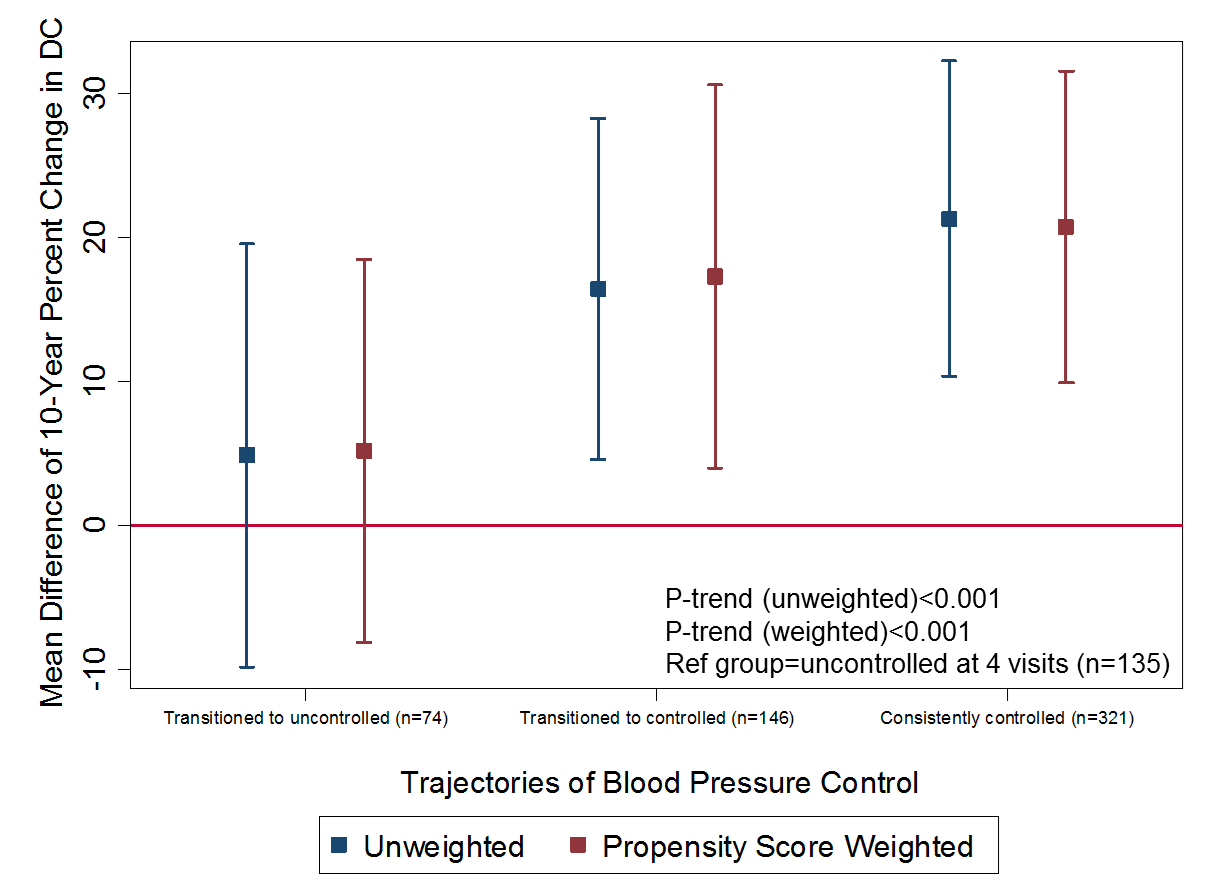 Mean Difference of 10-Year Percent Change in DC
30
20
10
0
-10
P-trend (unweighted)<0.001
P-trend (weighted)<0.001
Ref group=uncontrolled at 4 visits (n=135)
Transitioned to uncontrolled (n=74)
Transitioned to controlled (n=146)
Consistently controlled (n=321)
Trajectories of Blood Pressure Control
Unweighted
Propensity Score Weighted